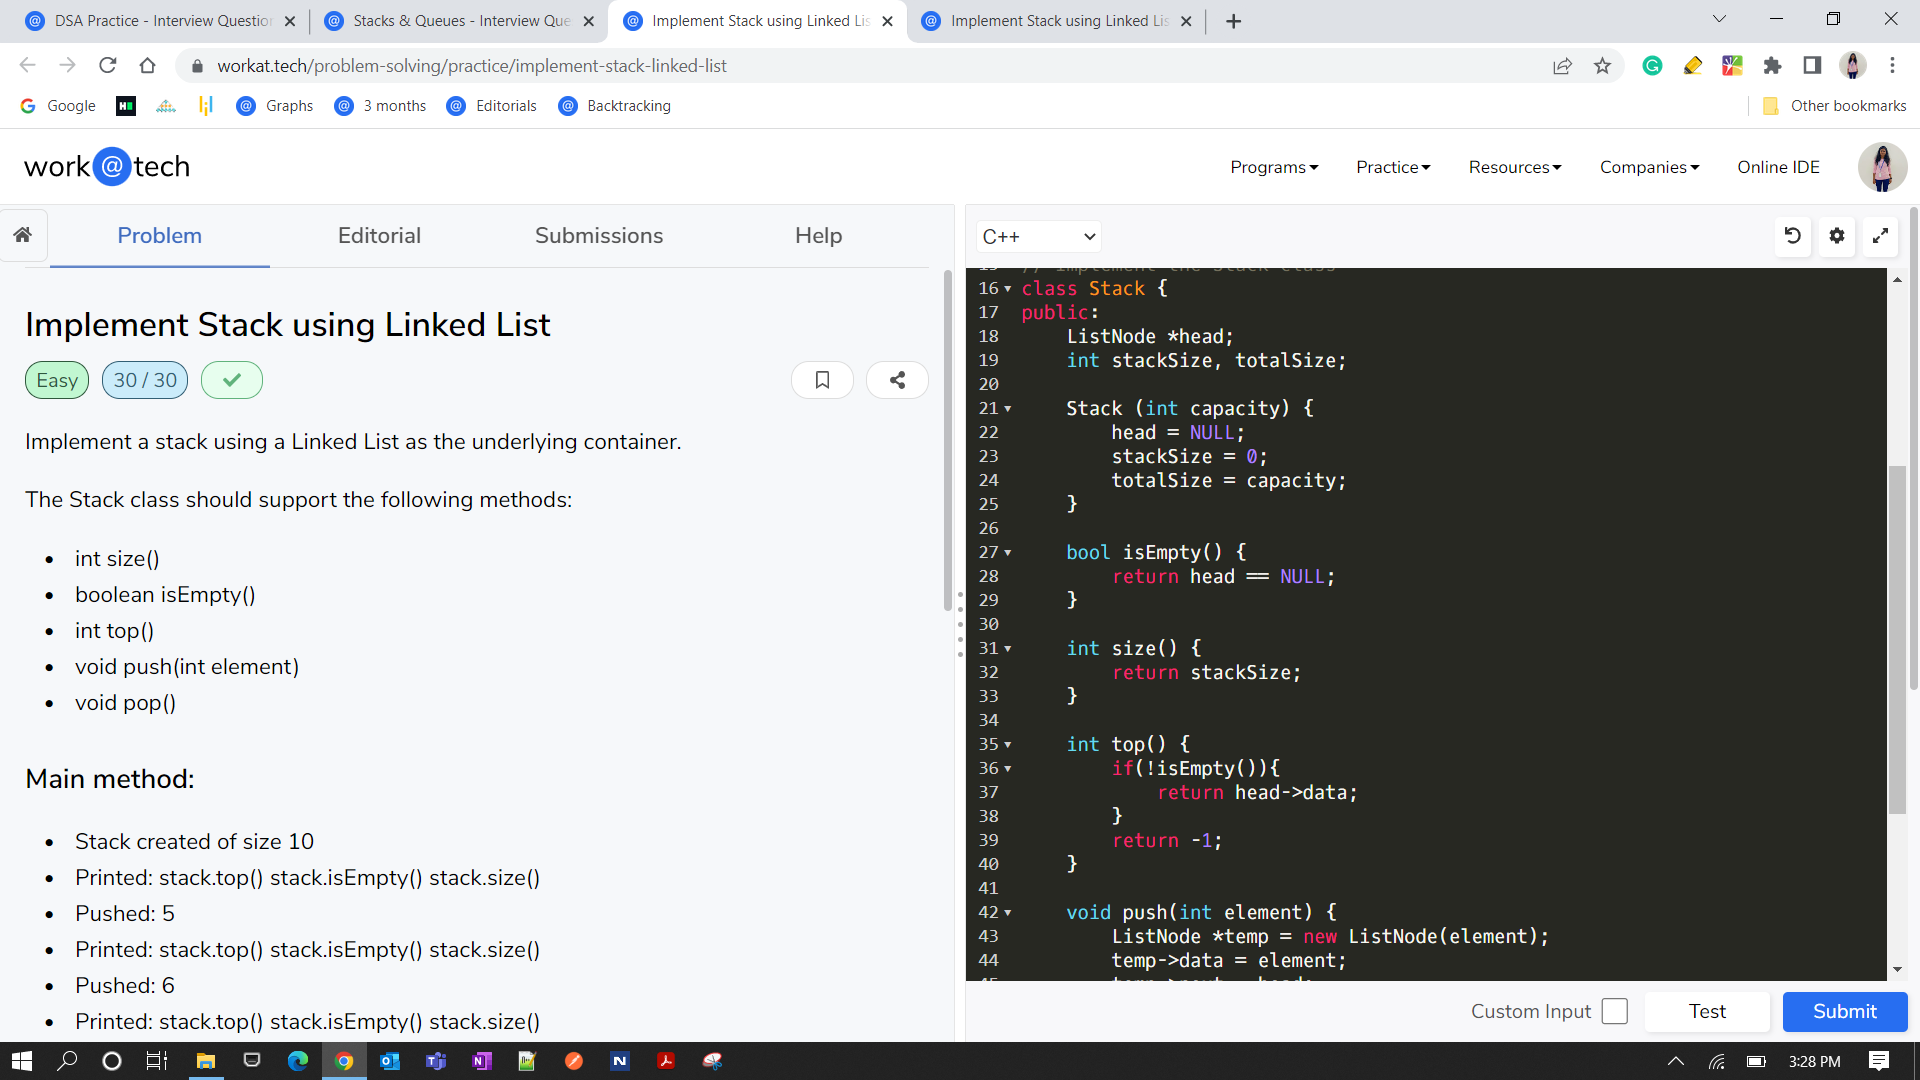 DSA Practice - Interview Questio
Stacks & Queues - Interview Que
Implement Stack using Linked Lis
Implement Stack using Linked Lis
workat.tech/problem-solving/practice/implement-stack-linked-list
Google
Graphs
3 months
Editorials
Backtracking
Other bookmarks
work@tech
Programs
Practice
Resources
Companies
Online IDE
Problem
Editorial
Submissions
Help
Implement Stack using Linked List
Easy
30 / 30
Implement a stack using a Linked List as the underlying container.
The Stack class should support the following methods:
• int size()
• boolean isEmpty()
• int top()
• void push(int element)
• void pop()
Main method:
• Stack created of size 10
• Printed: stack.top() stack.isEmpty() stack.size()
• Pushed: 5
• Printed: stack.top() stack.isEmpty() stack.size()
• Pushed: 6
• Printed: stack.top() stack.isEmpty() stack.size()
C++
16 class Stack {
17 public:
18 ListNode *head;
19 int stackSize, totalSize;
20
21 Stack (int capacity) {
22 head = NULL;
23 stackSize = 0;
24 totalSize = capacity;
25 }
26
27 bool isEmpty() {
28 return head == NULL;
29 }
30
31 int size() {
32 return stackSize;
33 }
34
35 int top() {
36 if(!isEmpty()){
37 return head->data;
38 }
39 return -1;
40 }
41
42 void push(int element) {
43 ListNode *temp = new ListNode(element);
44 temp->data = element;
Custom Input
Test
Submit
3:28 PM